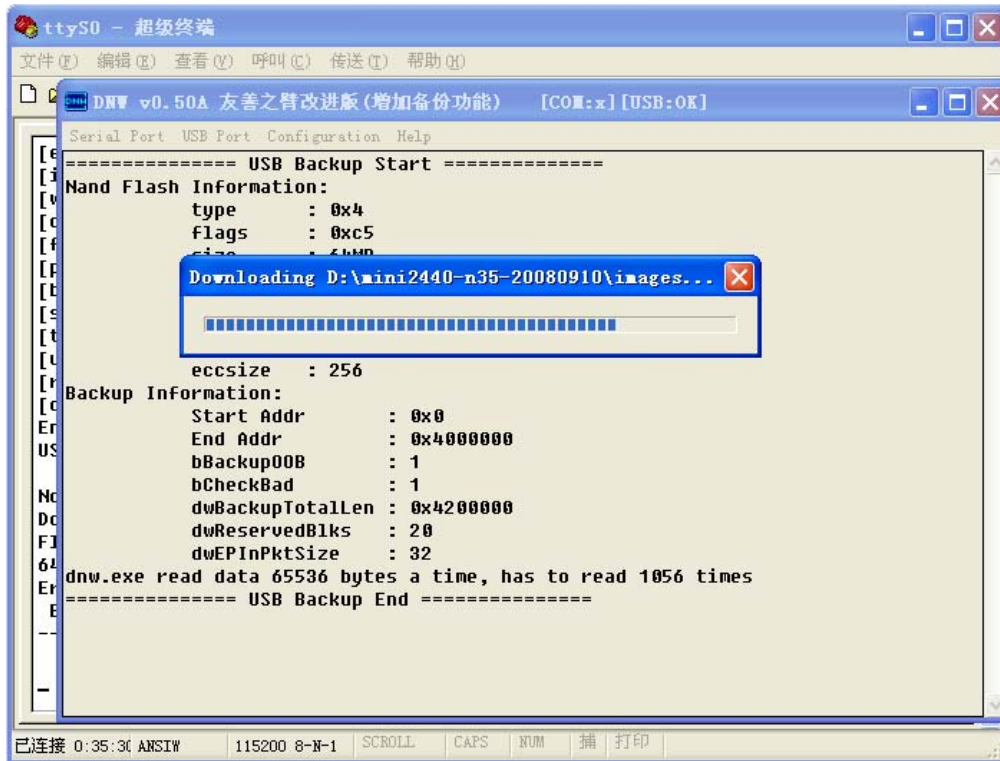 ttyS0 - 超级终端
文件(F) 编辑(E) 查看(V) 呼叫(C) 传送(T) 帮助(H)
DNW v0.50A 友善之臂改进版(增加备份功能) [COM:x][USB:OK]
Serial Port USB Port Configuration Help
=============== USB Backup Start ==============
Nand Flash Information:
type : 0x4
flags : 0xc5
size : 64MB
Downloading D:\mini2440-n35-20080910\images...
eccsize : 256
Backup Information:
Start Addr : 0x0
End Addr : 0x4000000
bBackupOOB : 1
bCheckBad : 1
dwBackupTotalLen : 0x4200000
dwReservedBlks : 20
dwEPInPktSize : 32
dnw.exe read data 65536 bytes a time, has to read 1056 times
=============== USB Backup End ===============
已连接 0:35:30 ANSIW 115200 8-N-1 SCROLL CAPS NUM 捕 打印